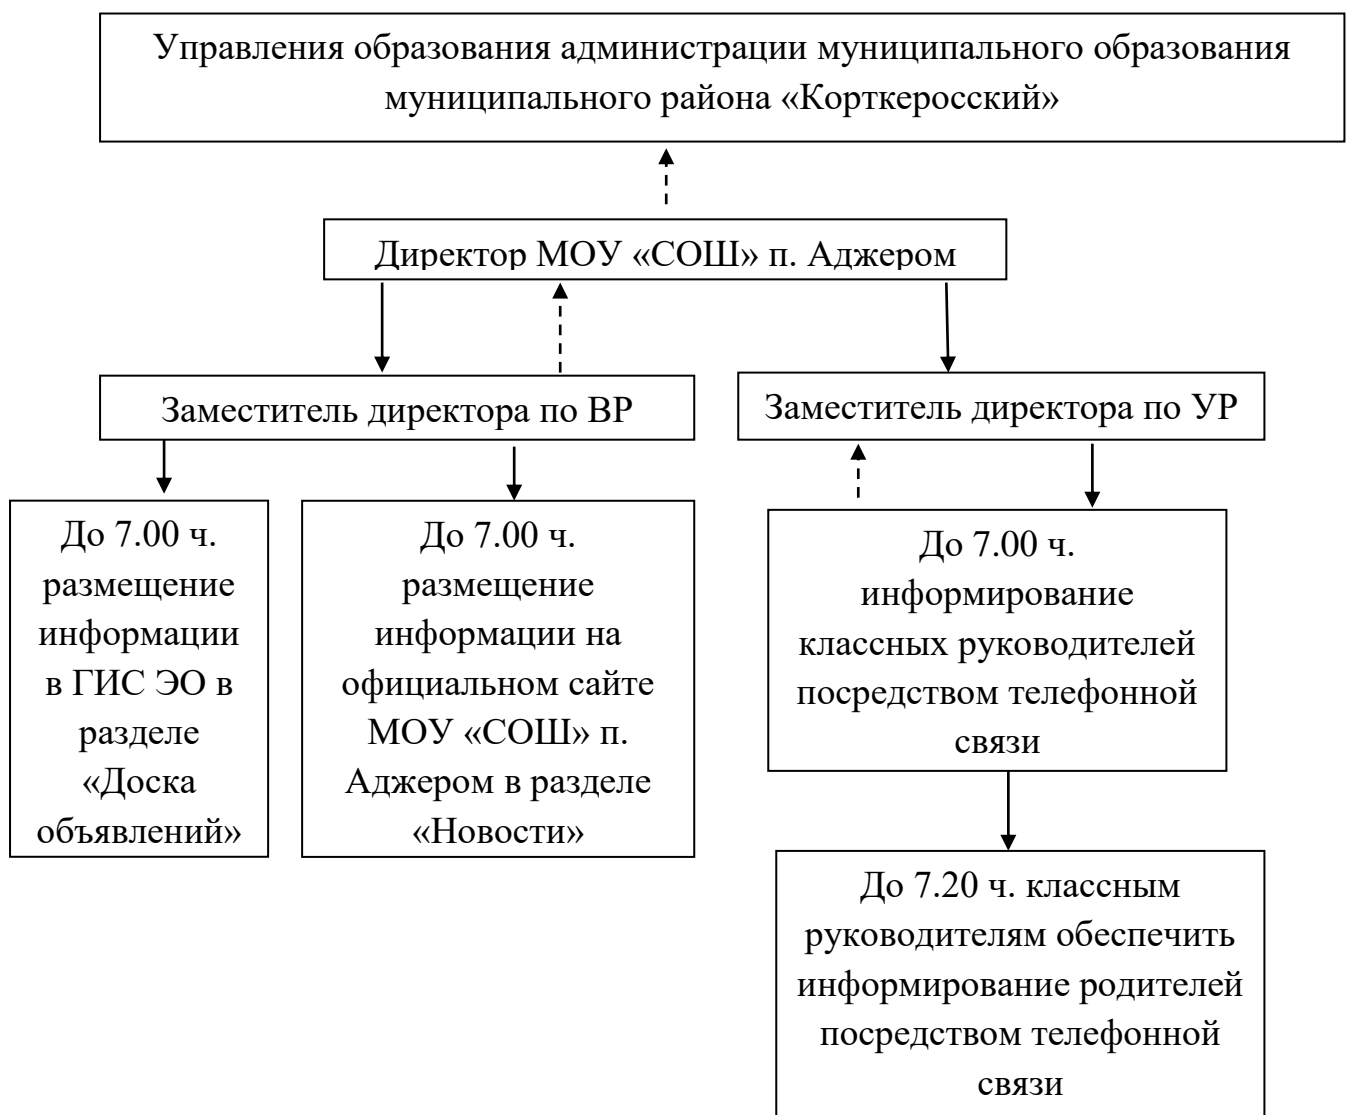 Управления образования администрации муниципального образования
муниципального района «Корткеросский»
Директор МОУ «СОШ» п. Аджером
Заместитель директора по ВР
Заместитель директора по УР
До 7.00 ч.
размещение
информации
в ГИС ЭО в
разделе
«Доска
объявлений»
До 7.00 ч.
размещение
информации на
официальном сайте
МОУ «СОШ» п.
Аджером в разделе
«Новости»
До 7.00 ч.
информирование
классных руководителей
посредством телефонной
связи
До 7.20 ч. классным
руководителям обеспечить
информирование родителей
посредством телефонной
связи